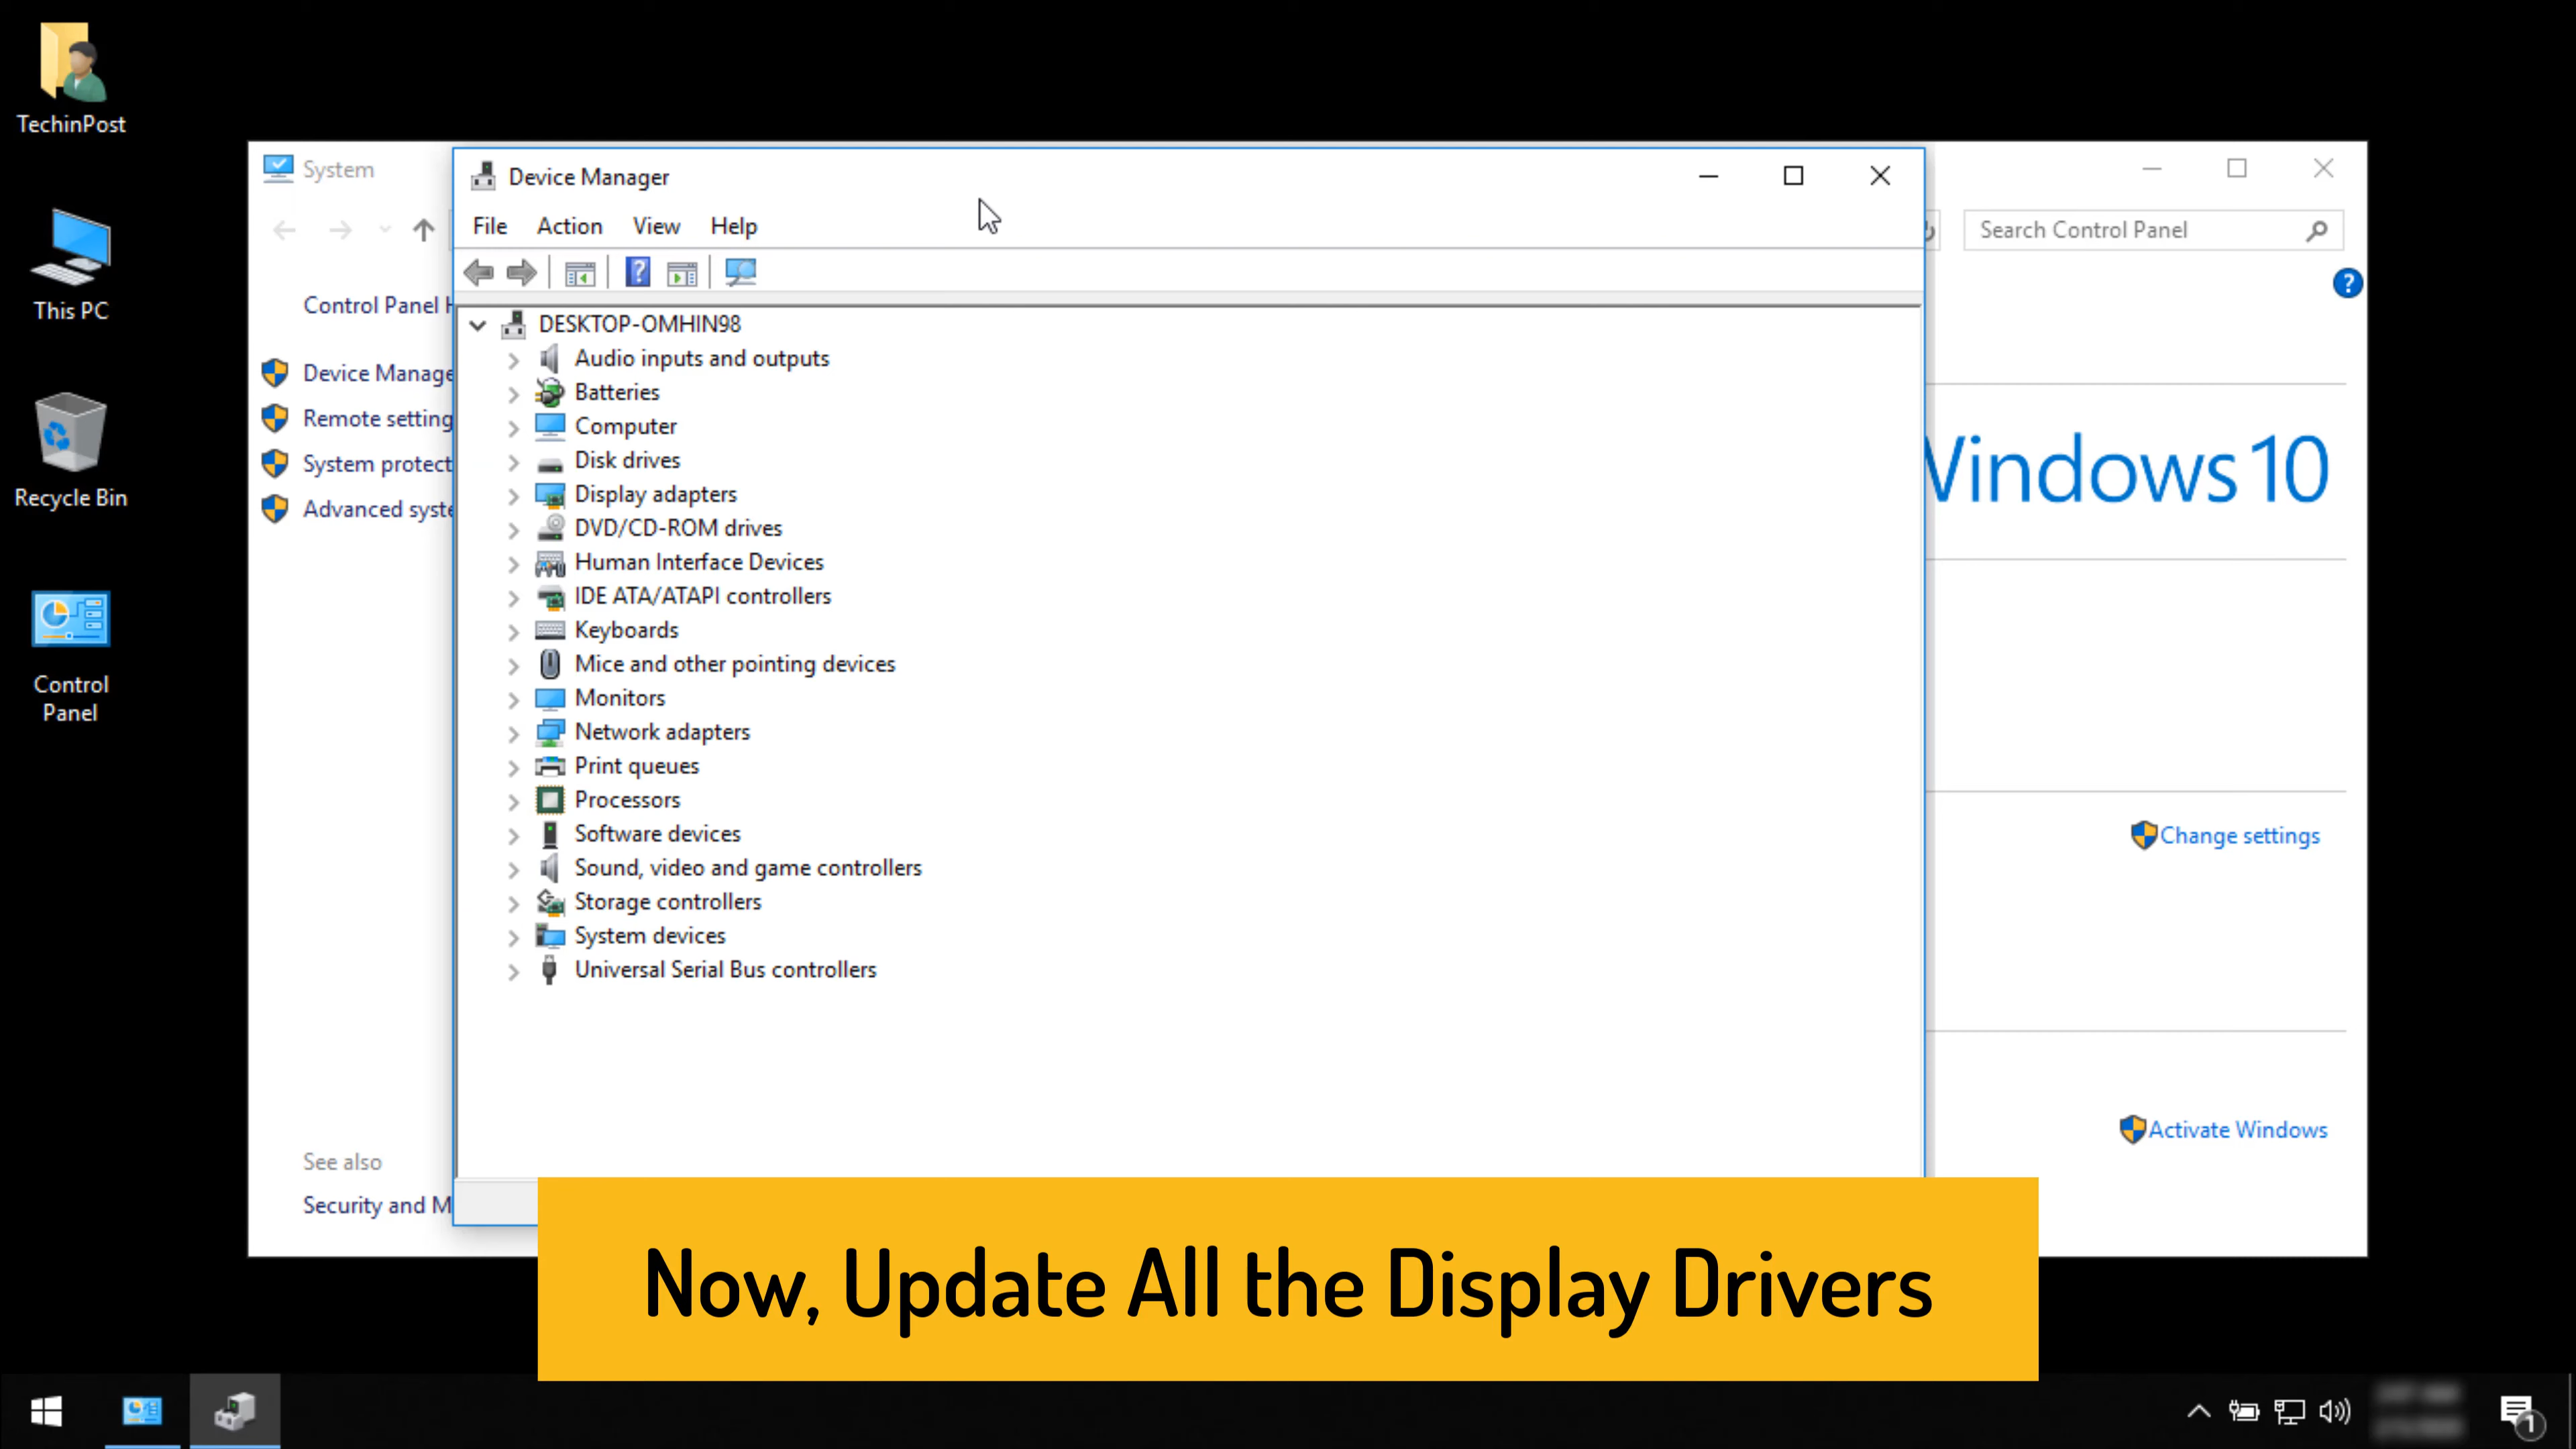 TechinPost
This PC
Recycle Bin
Control
Panel
System
Search Control Panel
Control Panel H
Device Manage
Remote setting
System protect
Advanced syste
See also
Security and M
Device Manager
File Action View Help
DESKTOP-OMHIN98
Audio inputs and outputs
Batteries
Computer
Disk drives
Display adapters
DVD/CD-ROM drives
Human Interface Devices
IDE ATA/ATAPI controllers
Keyboards
Mice and other pointing devices
Monitors
Network adapters
Print queues
Processors
Software devices
Sound, video and game controllers
Storage controllers
System devices
Universal Serial Bus controllers
Windows 10
Change settings
Activate Windows
Now, Update All the Display Drivers
1